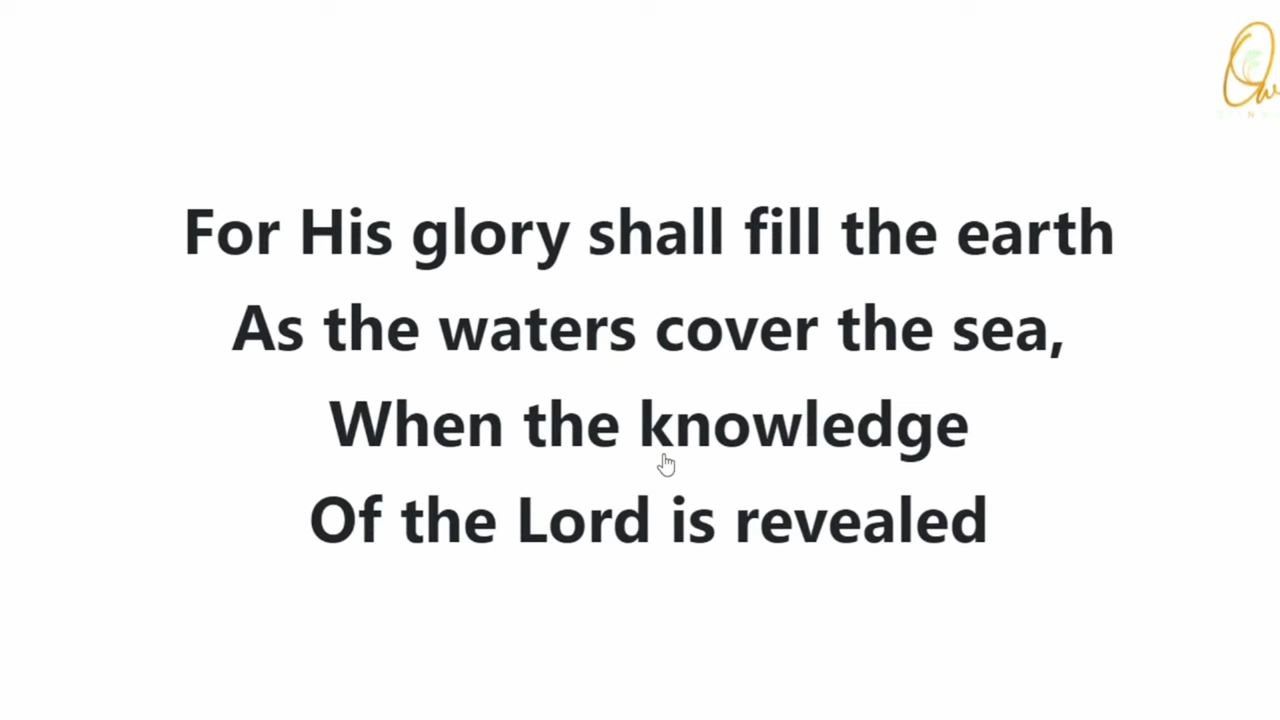 For His glory shall fill the earth
As the waters cover the sea,
When the knowledge
Of the Lord is revealed